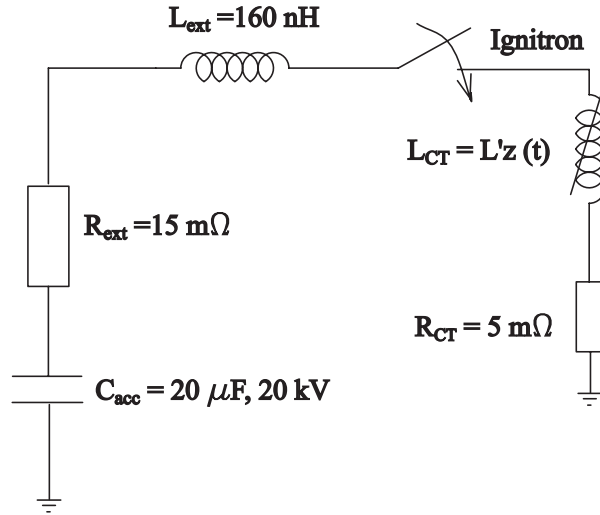 L_ext =160 nH
Ignitron
L_CT = L'z (t)
R_ext =15 mΩ
R_CT = 5 mΩ
C_acc = 20 μF, 20 kV